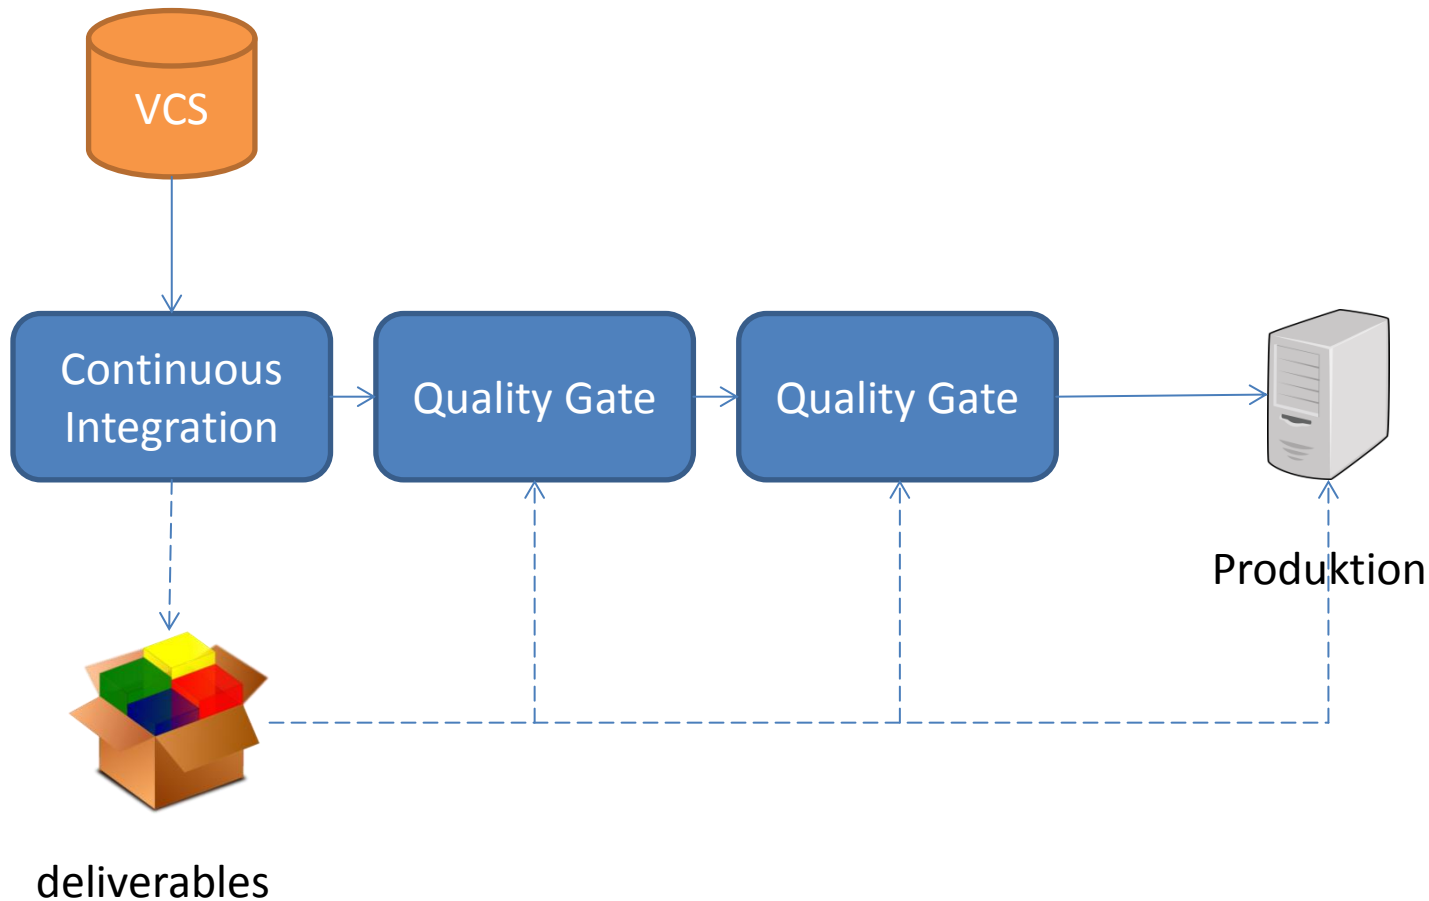 VCS
Continuous
Integration
Quality Gate
Quality Gate
Produktion
deliverables